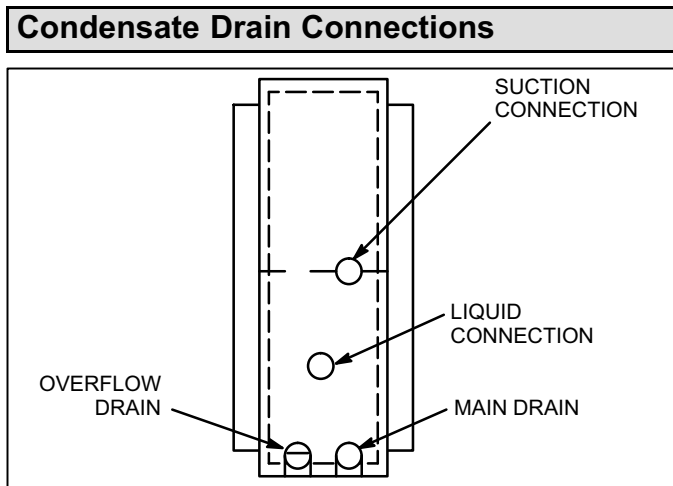 Condensate Drain Connections
SUCTION
CONNECTION
LIQUID
CONNECTION
OVERFLOW
DRAIN
MAIN DRAIN